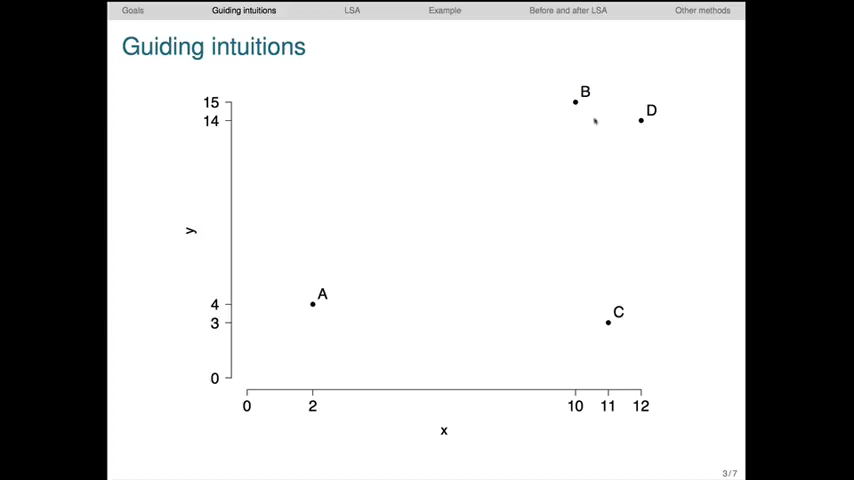 Goals Guiding intuitions LSA Example Before and after LSA Other methods
Guiding intuitions
B
15
D
14
y
A
4
C
3
0
0 2 10 11 12
x
3 / 7